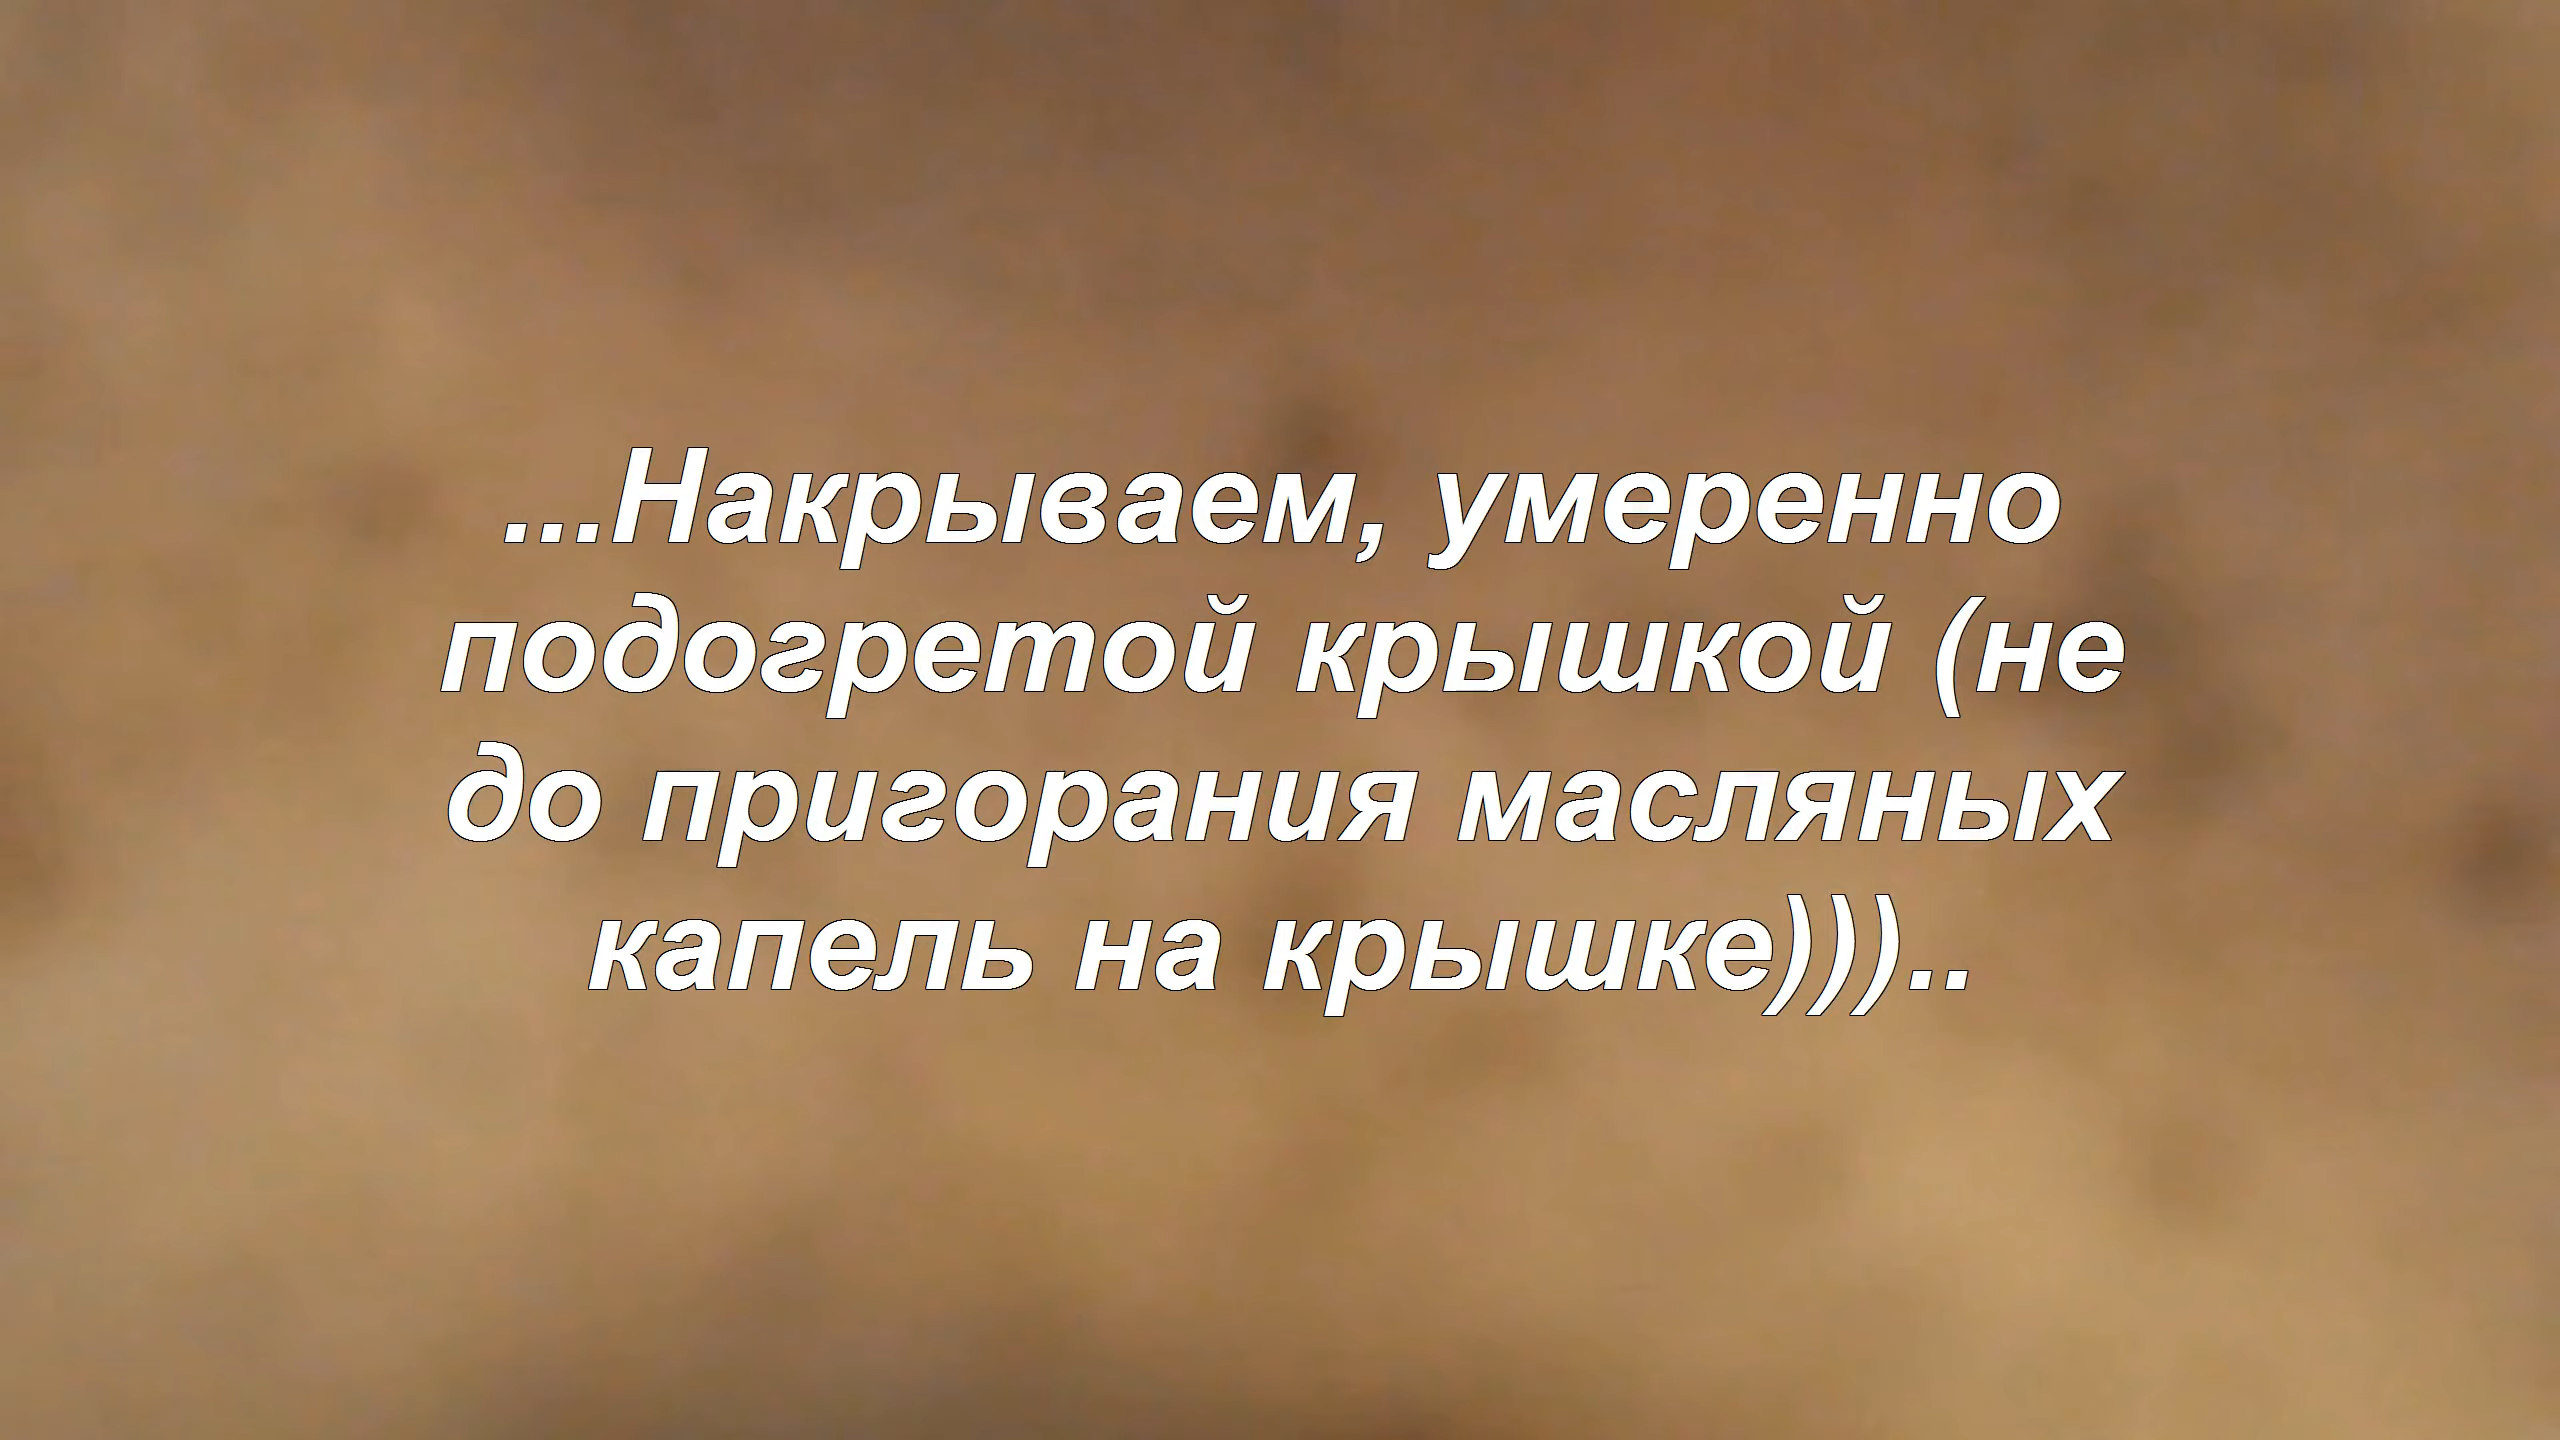 ...Накрываем, умеренно
подогретой крышкой (не
до пригорания масляных
капель на крышке)))..